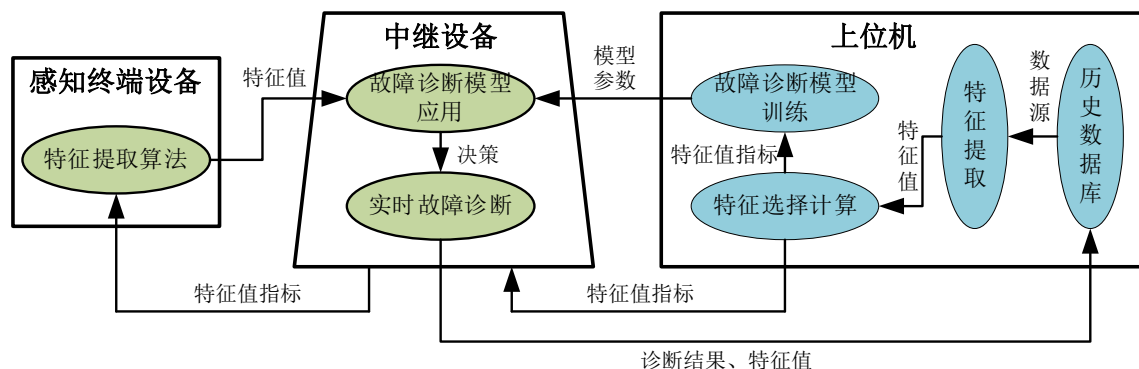 感知终端设备
特征提取算法
特征值
中继设备
故障诊断模型
应用
决策
实时故障诊断
模型
参数
上位机
故障诊断模型
训练
特征值指标
特征选择计算
特征值
特征提取
数据源
历史数据库
特征值指标
特征值指标
诊断结果、特征值